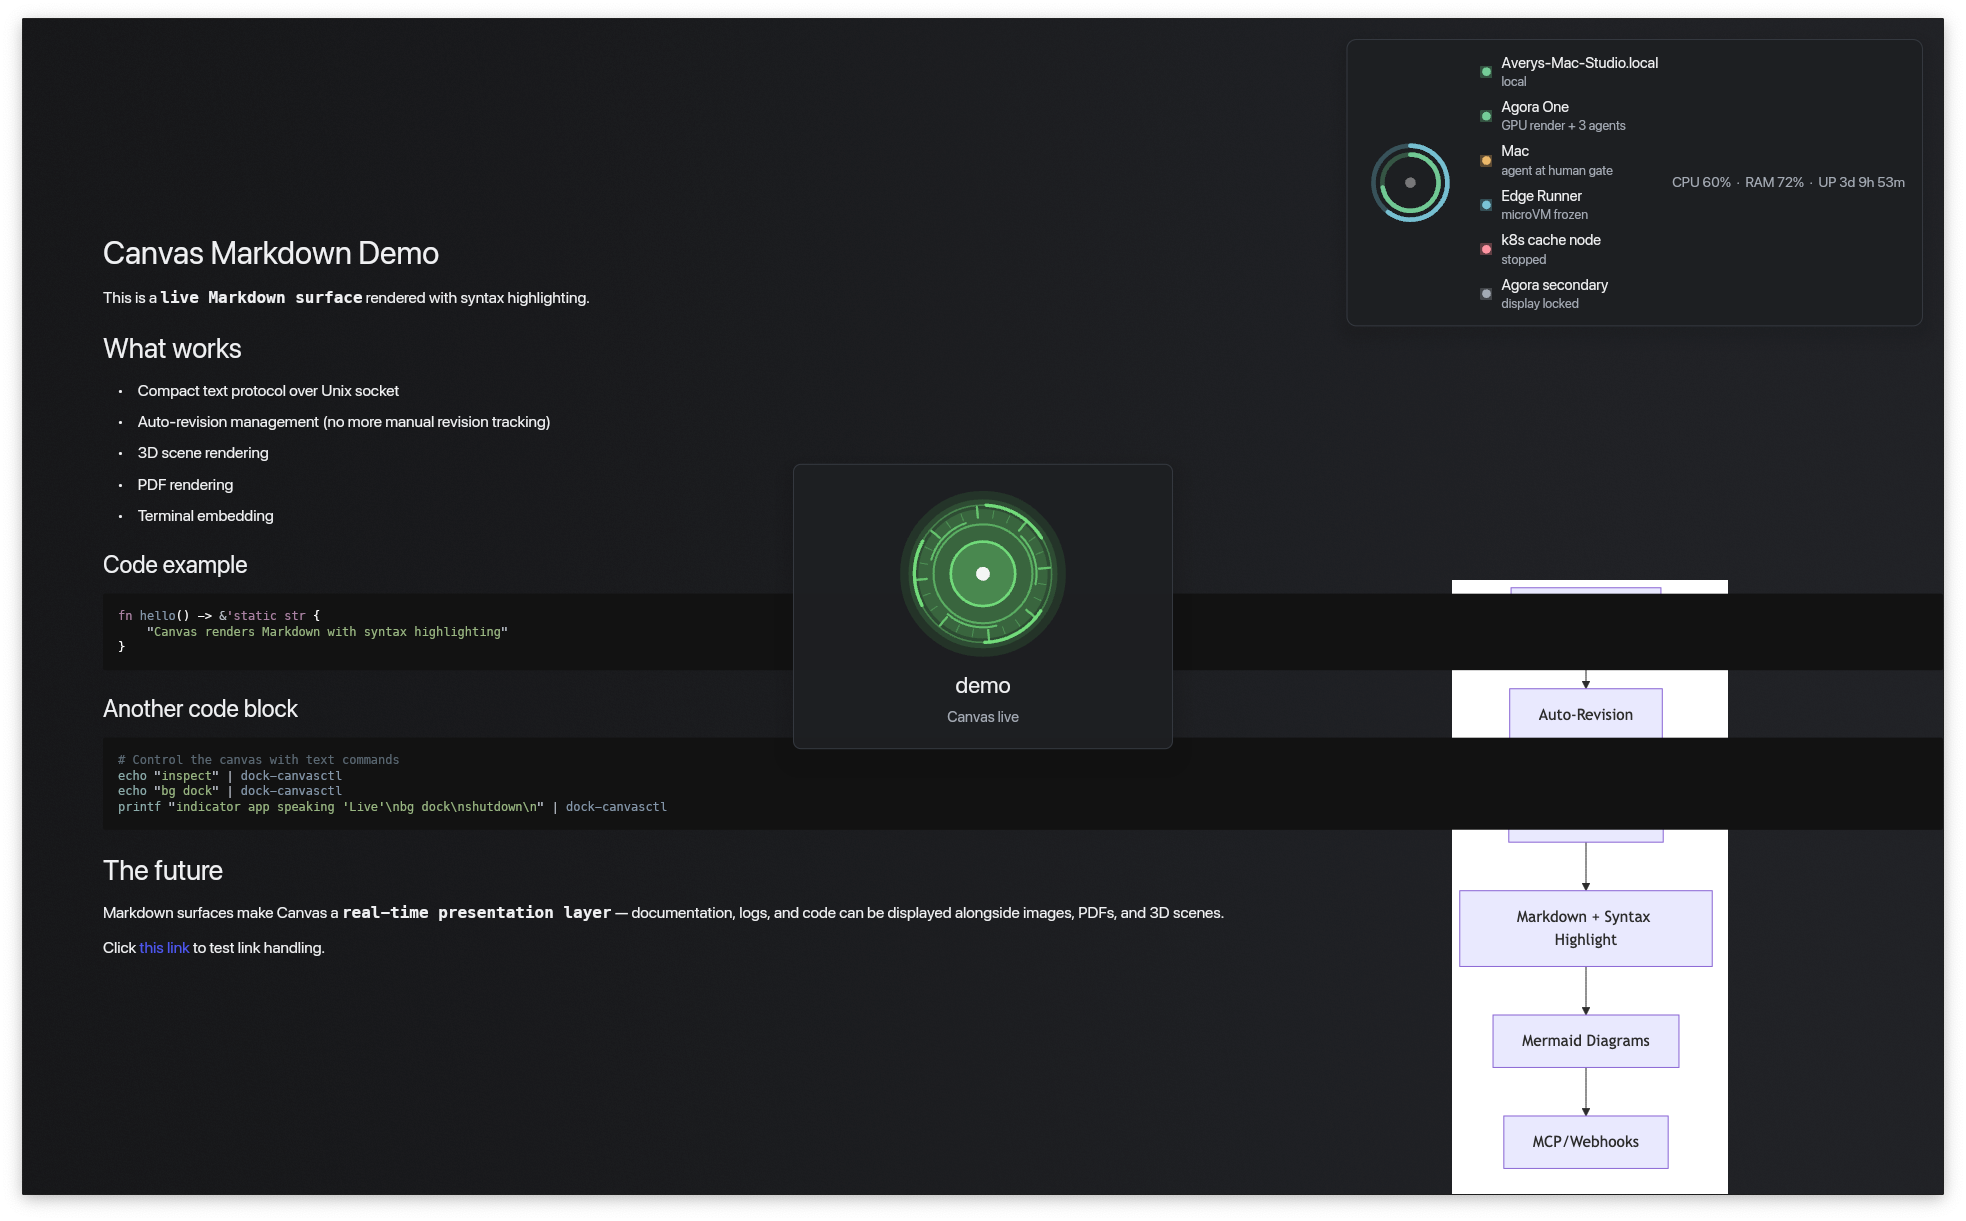 Averys-Mac-Studio.local
local
Agora One
GPU render + 3 agents
Mac
agent at human gate
Edge Runner
microVM frozen
k8s cache node
stopped
Agora secondary
display locked
CPU 60% · RAM 72% · UP 3d 9h 53m
Canvas Markdown Demo
This is a live Markdown surface rendered with syntax highlighting.
What works
• Compact text protocol over Unix socket
• Auto-revision management (no more manual revision tracking)
• 3D scene rendering
• PDF rendering
• Terminal embedding
Code example
fn hello() -> &'static str {
    "Canvas renders Markdown with syntax highlighting"
}
Another code block
# Control the canvas with text commands
echo "inspect" | dock-canvasctl
echo "bg dock" | dock-canvasctl
printf "indicator app speaking 'Live'\nbg dock\nshutdown\n" | dock-canvasctl
The future
Markdown surfaces make Canvas a real-time presentation layer — documentation, logs, and code can be displayed alongside images, PDFs, and 3D scenes.
Click this link to test link handling.
demo
Canvas live
Auto-Revision
Markdown + Syntax
Highlight
Mermaid Diagrams
MCP/Webhooks